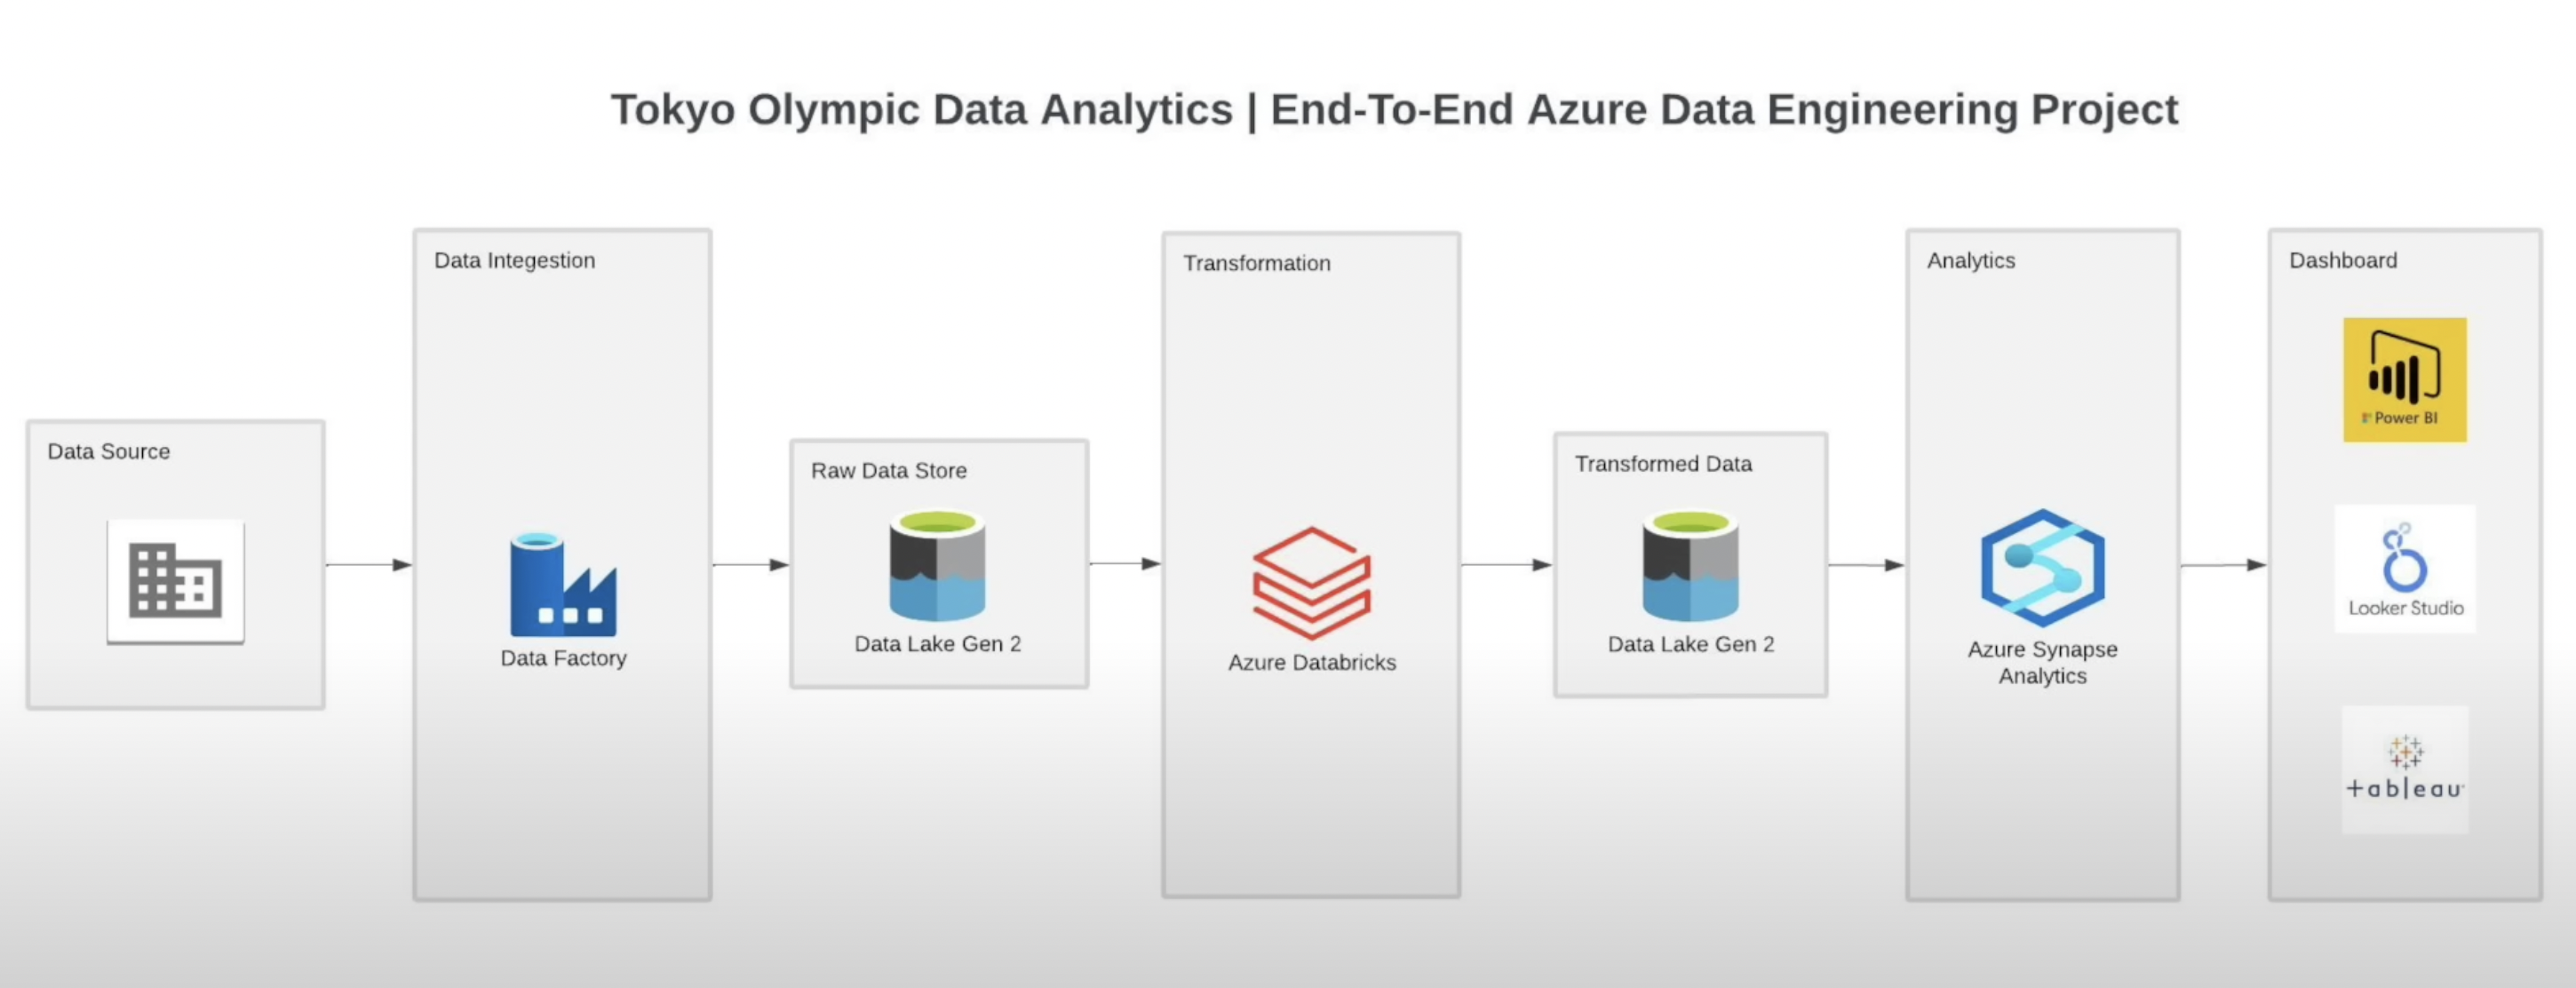 Tokyo Olympic Data Analytics | End-To-End Azure Data Engineering Project
Data Source
Data Integestion
Data Factory
Raw Data Store
Data Lake Gen 2
Transformation
Azure Databricks
Transformed Data
Data Lake Gen 2
Analytics
Azure Synapse
Analytics
Dashboard
Power BI
Looker Studio
+ableau